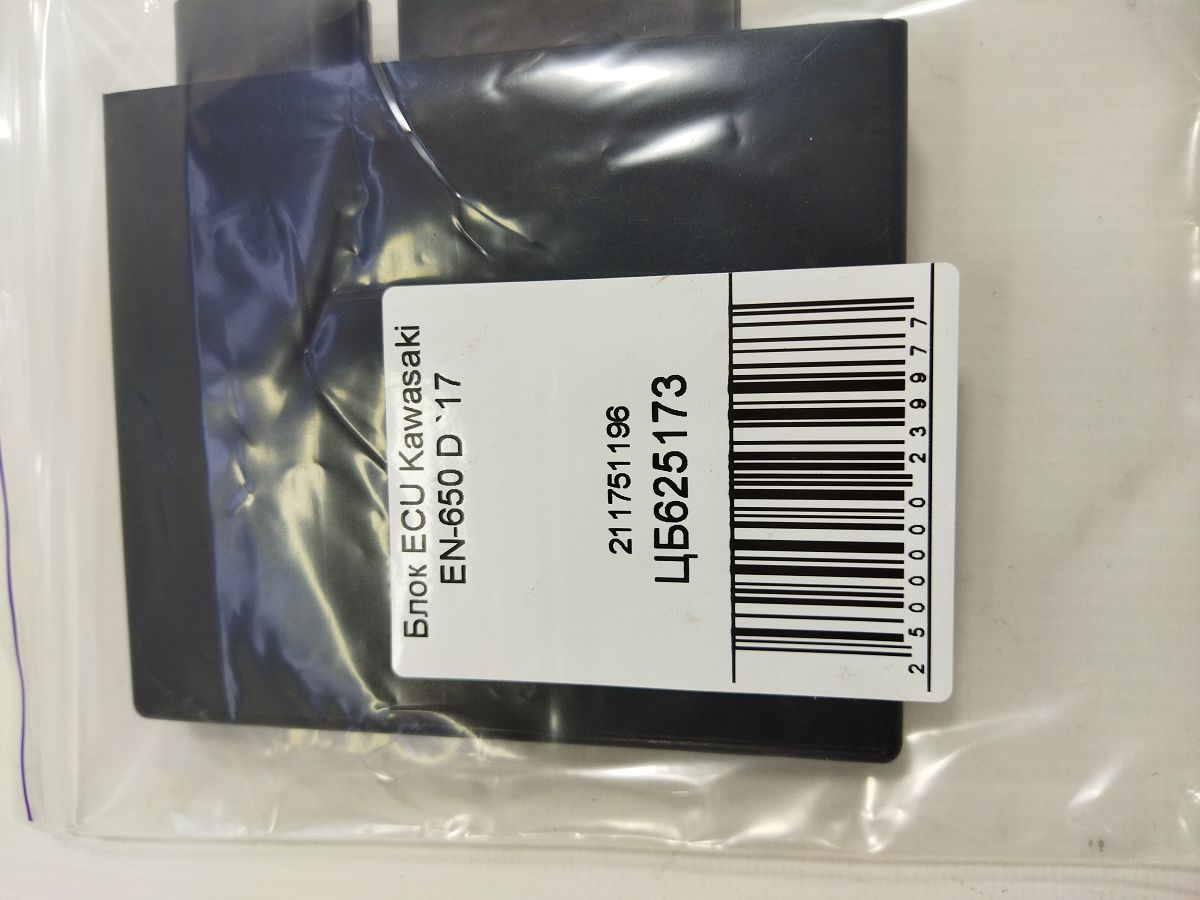 Блок ECU Kawasaki
EN-650 D `17
211751196
ЦБ625173
2500000239977